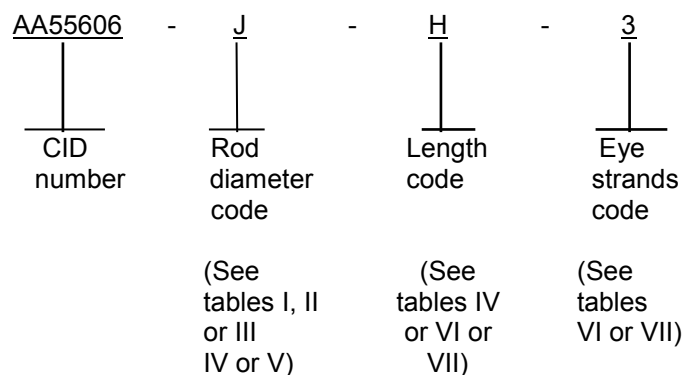 AA55606 - J - H - 3
CID number
Rod diameter code
Length code
Eye strands code
(See tables I, II or III IV or V)
(See tables IV or VI or VII)
(See tables VI or VII)